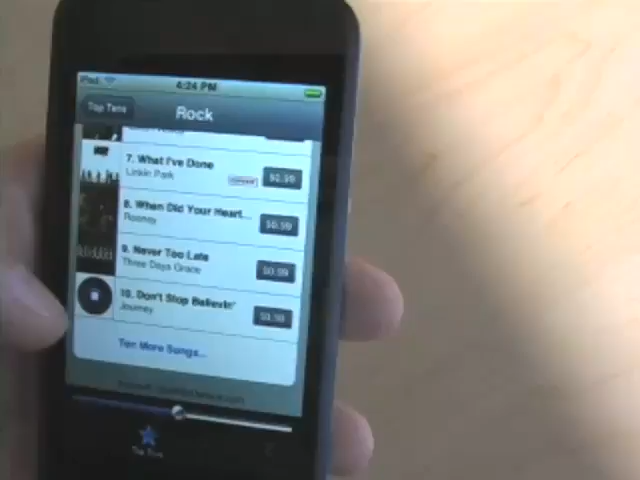 iPod
4:24 PM
Top Tens
Rock
7. What I've Done
Linkin Park
$0.99
8. When Did Your Heart...
Rooney
$0.99
9. Never Too Late
Three Days Grace
$0.99
10. Don't Stop Believin'
Journey
$0.99
Ten More Songs...